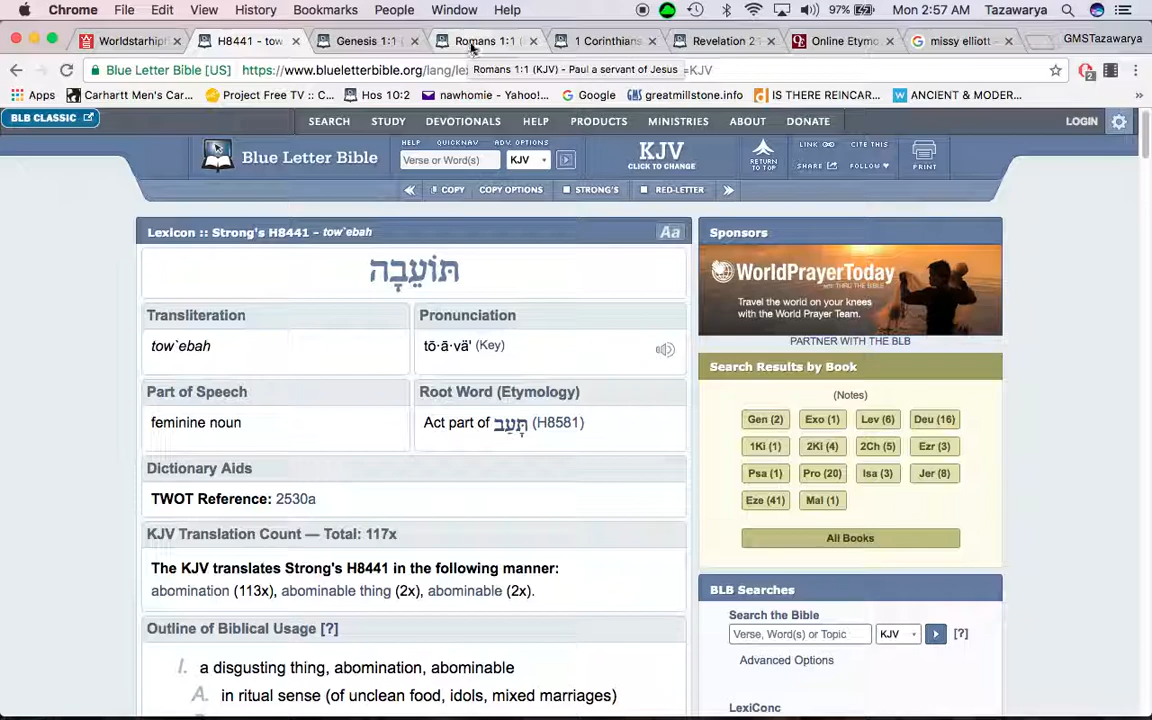 Chrome File Edit View History Bookmarks People Window Help 97% Mon 2:57 AM Tazawarya
Worldstarhip H8441 - tow Genesis 1:1 ( Romans 1:1 ( 1 Corinthians Revelation 2 Online Etymo missy elliott GMSTazawarya
Blue Letter Bible [US] https://www.blueletterbible.org/lang/le =KJV
Romans 1:1 (KJV) - Paul a servant of Jesus
Apps Carhartt Men's Car... Project Free TV :: C... Hos 10:2 nawhomie - Yahoo!... Google greatmillstone.info IS THERE REINCAR... ANCIENT & MODER...
BLB CLASSIC
SEARCH STUDY DEVOTIONALS HELP PRODUCTS MINISTRIES ABOUT DONATE LOGIN
Blue Letter Bible
HELP QUICKNAV ADV. OPTIONS
Verse or Word(s) KJV
KJV
CLICK TO CHANGE
RETURN TO TOP
LINK CITE THIS
SHARE FOLLOW
PRINT
COPY COPY OPTIONS STRONG'S RED-LETTER
Lexicon :: Strong's H8441 - tow`ebah Aa
תּוֹעֵבָה
Transliteration
tow`ebah
Pronunciation
tō·ā·vä' (Key)
Part of Speech
feminine noun
Root Word (Etymology)
Act part of תָּעַב (H8581)
Dictionary Aids
TWOT Reference: 2530a
KJV Translation Count — Total: 117x
The KJV translates Strong's H8441 in the following manner:
abomination (113x), abominable thing (2x), abominable (2x).
Outline of Biblical Usage [?]
I. a disgusting thing, abomination, abominable
A. in ritual sense (of unclean food, idols, mixed marriages)
Sponsors
WorldPrayerToday
with THRU THE BIBLE
Travel the world on your knees
with the World Prayer Team.
PARTNER WITH THE BLB
Search Results by Book
(Notes)
Gen (2) Exo (1) Lev (6) Deu (16)
1Ki (1) 2Ki (4) 2Ch (5) Ezr (3)
Psa (1) Pro (20) Isa (3) Jer (8)
Eze (41) Mal (1)
All Books
BLB Searches
Search the Bible
Verse, Word(s) or Topic KJV [?]
Advanced Options
LexiConc